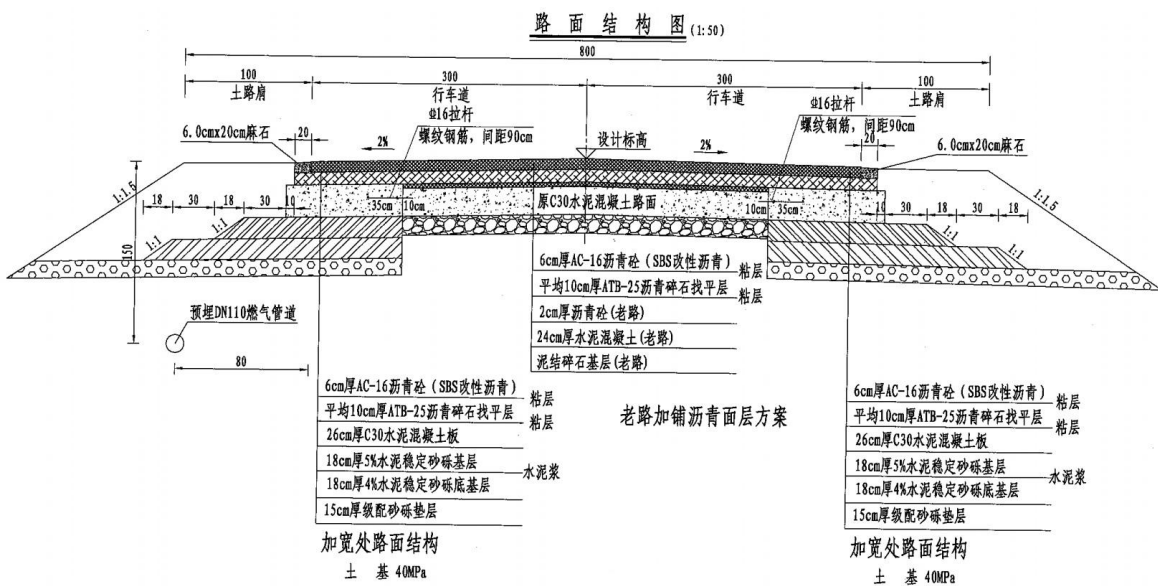 路面结构图(1:50)
800
100
300
300
100
土路肩
行车道
行车道
土路肩
Φ16拉杆
Φ16拉杆
6.0cmx20cm麻石
20
螺纹钢筋，间距90cm
2%
设计标高
2%
螺纹钢筋，间距90cm
20
6.0cmx20cm麻石
1:1.5
1:1.5
原C30水泥混凝土路面
18
30
18
30
10
35cm
10cm
10cm
35cm
10
30
18
30
18
1:1
1:1
1:1
1:1
150
6cm厚AC-16沥青砼（SBS改性沥青）
粘层
平均10cm厚ATB-25沥青碎石找平层
粘层
2cm厚沥青砼(老路)
24cm厚水泥混凝土(老路)
泥结碎石基层(老路)
预埋DN110燃气管道
80
6cm厚AC-16沥青砼（SBS改性沥青）
粘层
平均10cm厚ATB-25沥青碎石找平层
粘层
26cm厚C30水泥混凝土板
18cm厚5%水泥稳定砂砾基层
水泥浆
18cm厚4%水泥稳定砂砾底基层
15cm厚级配砂砾垫层
加宽处路面结构
土 基 40MPa
老路加铺沥青面层方案
6cm厚AC-16沥青砼（SBS改性沥青）
粘层
平均10cm厚ATB-25沥青碎石找平层
粘层
26cm厚C30水泥混凝土板
18cm厚5%水泥稳定砂砾基层
水泥浆
18cm厚4%水泥稳定砂砾底基层
15cm厚级配砂砾垫层
加宽处路面结构
土 基 40MPa